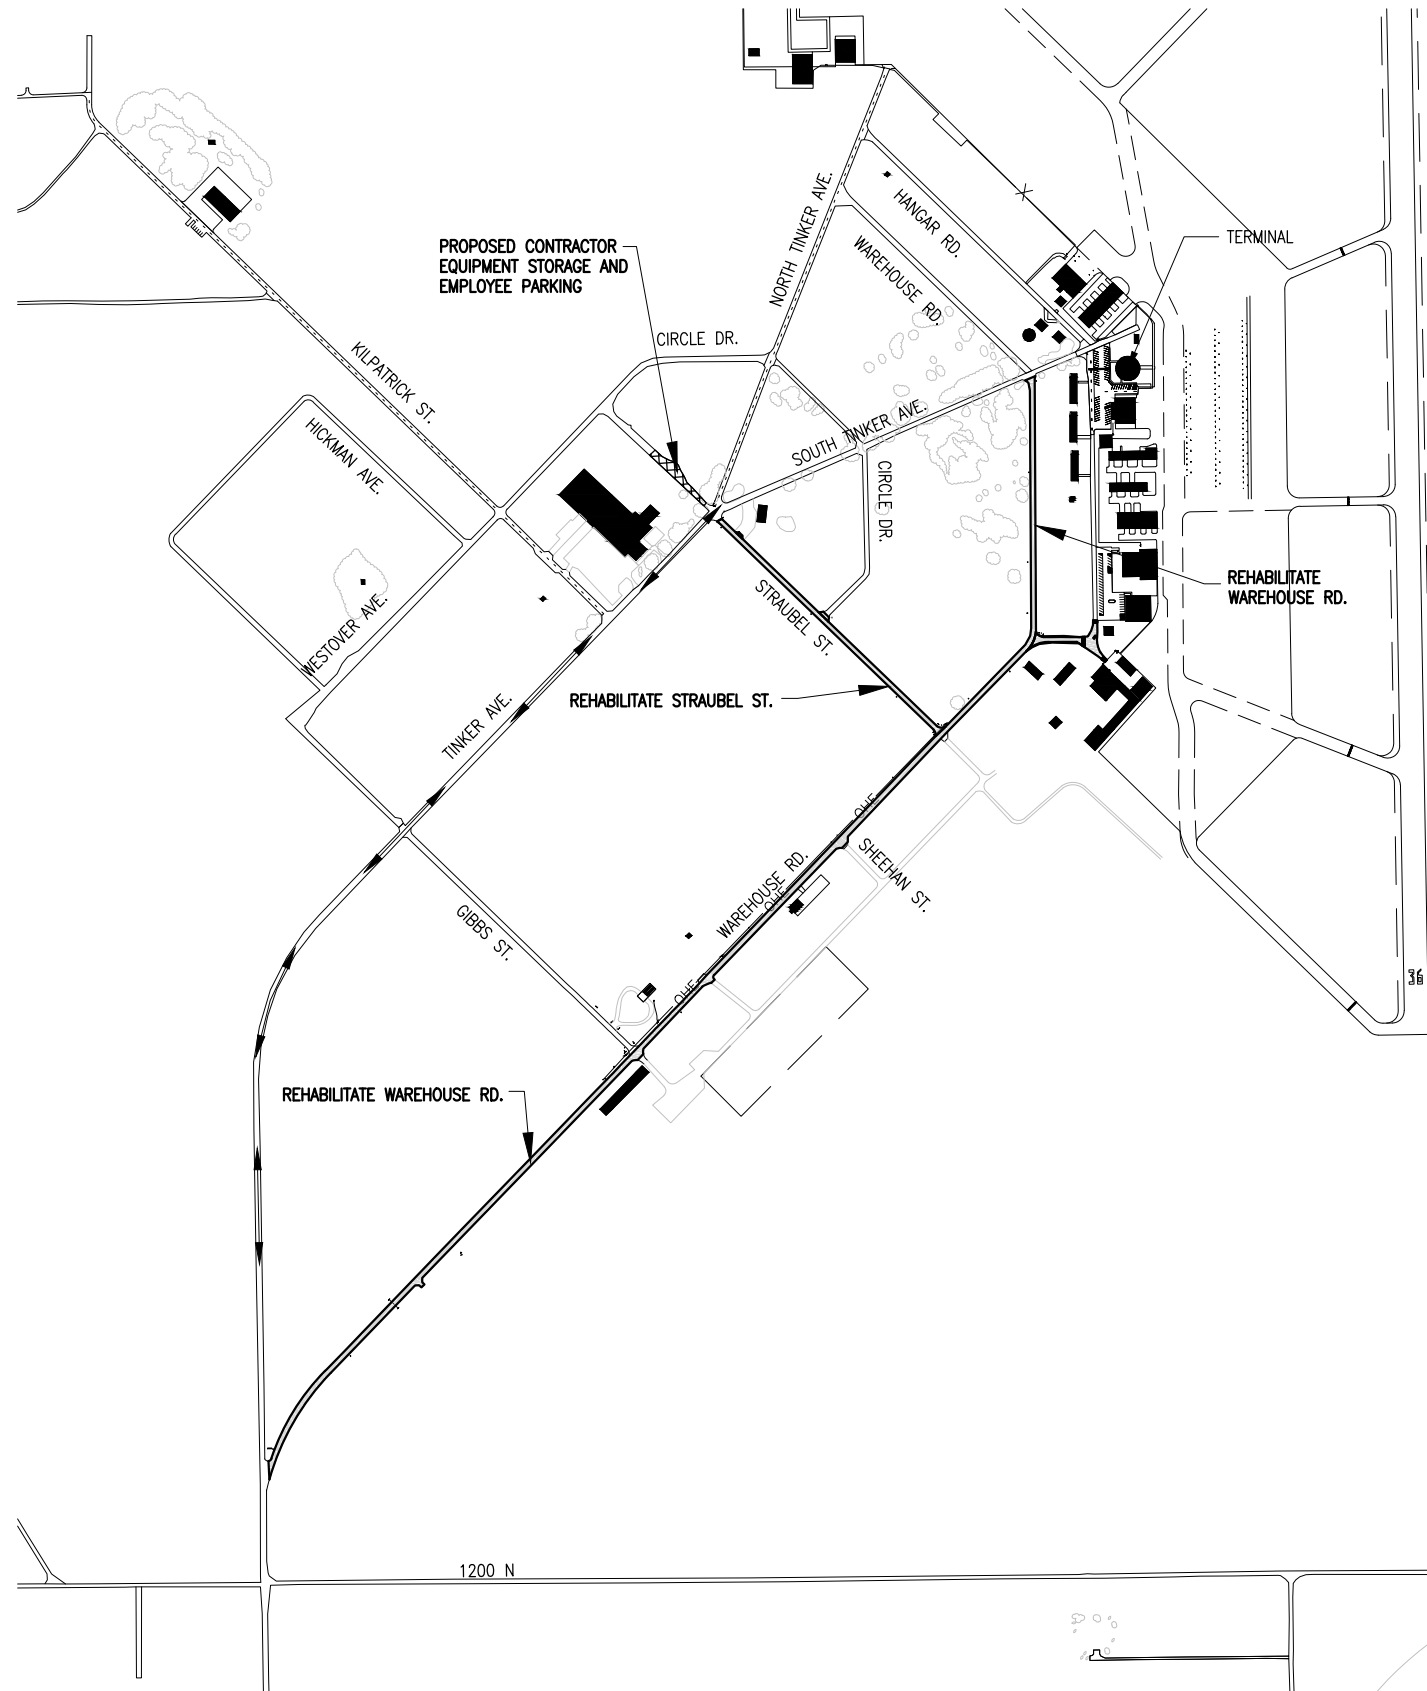 HANGAR RD.
NORTH TINKER AVE.
WAREHOUSE RD.
TERMINAL
PROPOSED CONTRACTOR
EQUIPMENT STORAGE AND
EMPLOYEE PARKING
CIRCLE DR.
KILPATRICK ST.
HICKMAN AVE.
SOUTH TINKER AVE.
CIRCLE DR.
REHABILITATE
WAREHOUSE RD.
STRAUBEL ST.
WESTOVER AVE.
REHABILITATE STRAUBEL ST.
TINKER AVE.
OHE
SHEEHAN ST.
WAREHOUSE RD.
OHE
GIBBS ST.
OHE
36
REHABILITATE WAREHOUSE RD.
1200 N